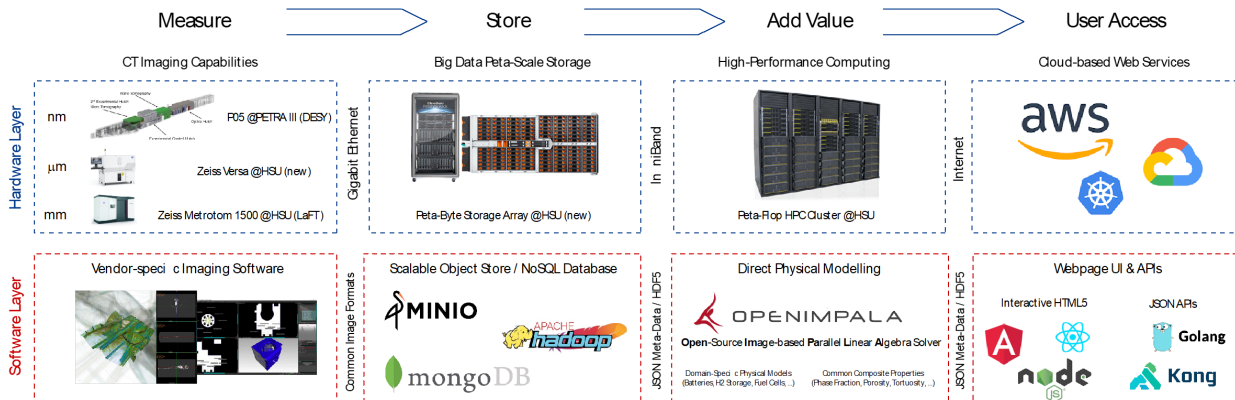 Measure
Store
Add Value
User Access
CT Imaging Capabilities
Big Data Peta-Scale Storage
High-Performance Computing
Cloud-based Web Services
Hardware Layer
nm
P05 @PETRA III (DESY)
μm
Zeiss Versa @HSU (new)
mm
Zeiss Metrotom 1500 @HSU (LaFT)
Gigabit Ethernet
Peta-Byte Storage Array @HSU (new)
In niBand
Peta-Flop HPC Cluster @HSU
Internet
aws
Software Layer
Vendor-speci c Imaging Software
Common Image Formats
Scalable Object Store / NoSQL Database
MINIO
APACHE
hadoop
mongoDB
JSON Meta-Data / HDF5
Direct Physical Modelling
OPENIMPALA
Open-Source Image-based Parallel Linear Algebra Solver
Domain-Speci c Physical Models
(Batteries, H2 Storage, Fuel Cells, ...)
Common Composite Properties
(Phase Fraction, Porosity, Tortuosity, ...)
JSON Meta-Data / HDF5
Webpage UI & APIs
Interactive HTML5
JSON APIs
A
Golang
node
JS
Kong